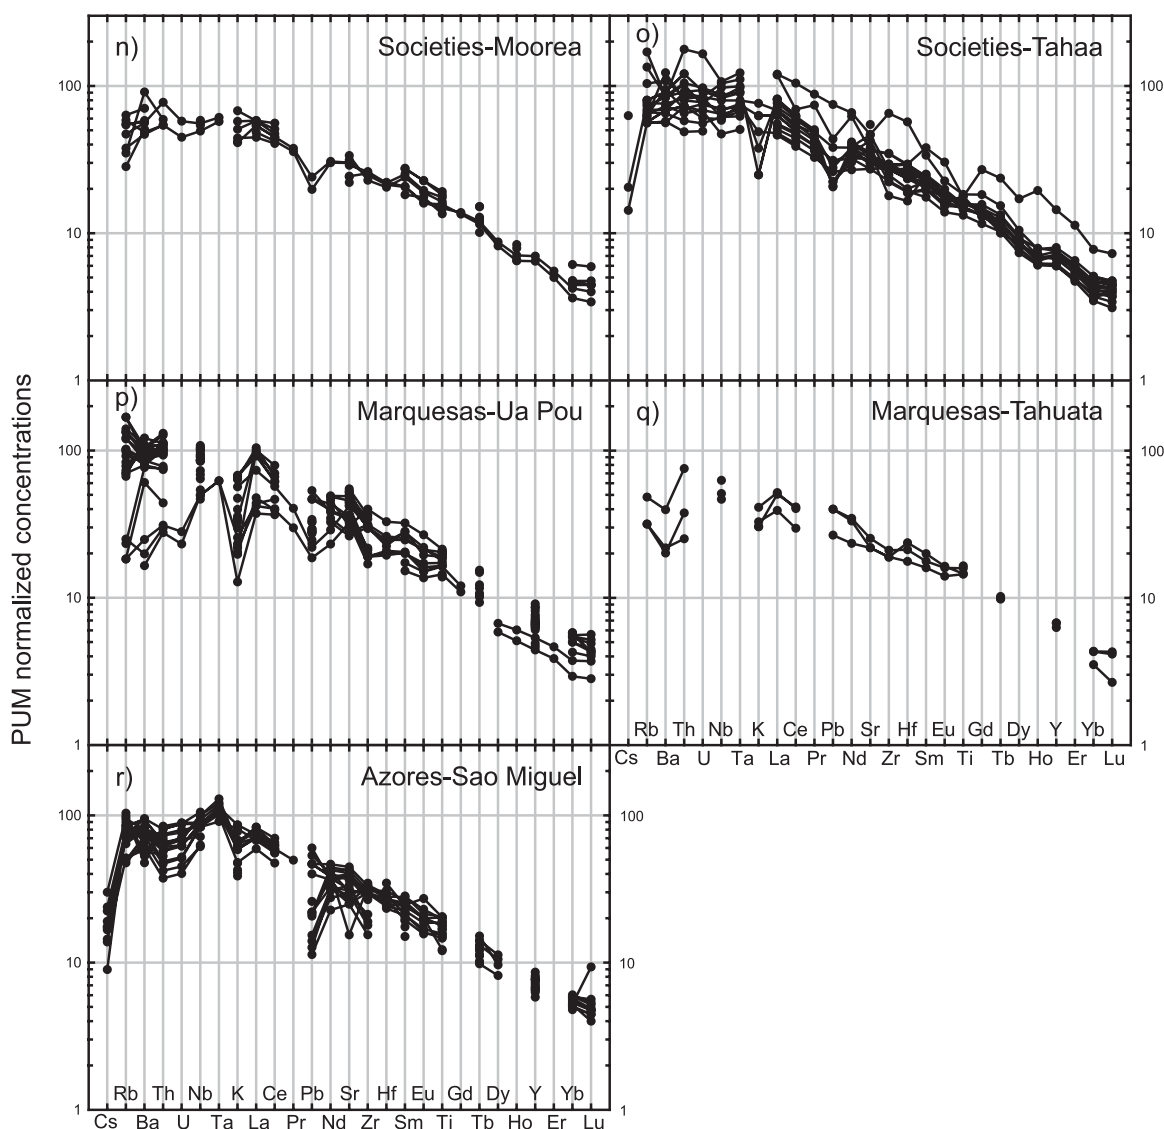 n) Societies-Moorea
o) Societies-Tahaa
100
100
10
10
1
1
PUM normalized concentrations
p) Marquesas-Ua Pou
q) Marquesas-Tahuata
100
100
10
10
Rb Th Nb K Ce Pb Sr Hf Eu Gd Dy Y Yb
1
1
Cs Ba U Ta La Pr Nd Zr Sm Ti Tb Ho Er Lu
r) Azores-Sao Miguel
100
100
10
10
Rb Th Nb K Ce Pb Sr Hf Eu Gd Dy Y Yb
1
1
Cs Ba U Ta La Pr Nd Zr Sm Ti Tb Ho Er Lu